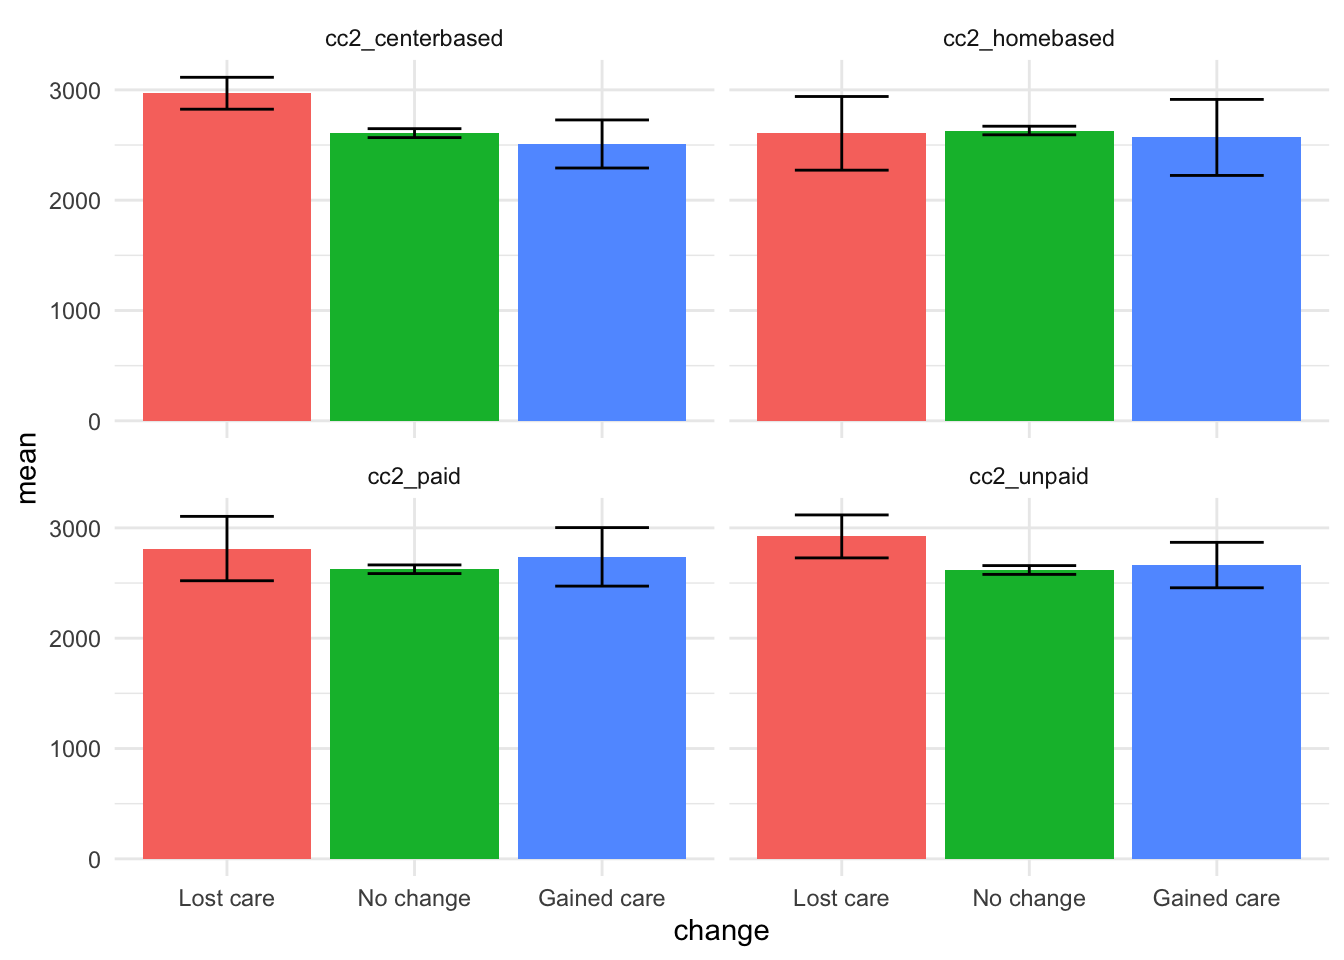 cc2_centerbased
cc2_homebased
3000
2000
1000
0
mean
cc2_paid
cc2_unpaid
3000
2000
1000
0
Lost care
No change
Gained care
Lost care
No change
Gained care
change